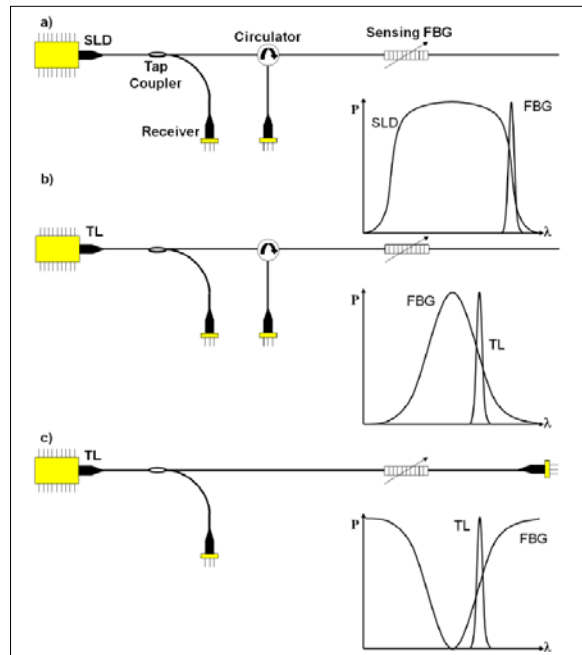 a)
SLD
Tap
Coupler
Circulator
Sensing FBG
Receiver
P
SLD
FBG
λ
b)
TL
P
FBG
TL
λ
c)
TL
P
TL
FBG
λ